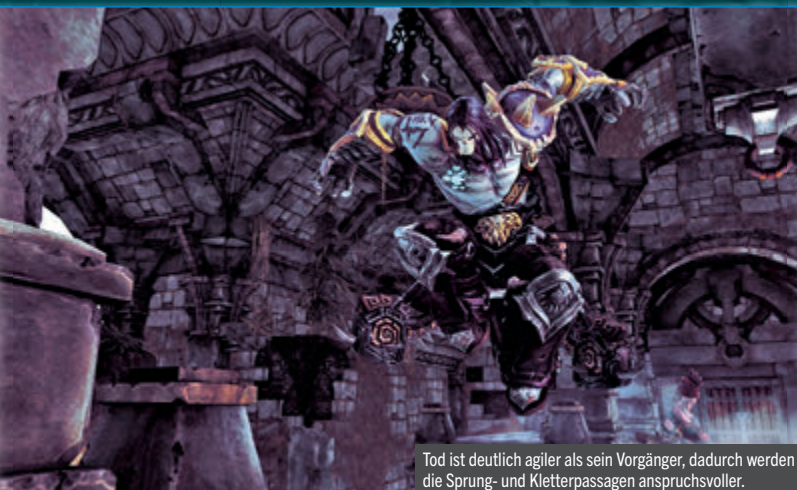 Tod ist deutlich agiler als sein Vorgänger, dadurch werden
die Sprung- und Kletterpassagen anspruchsvoller.